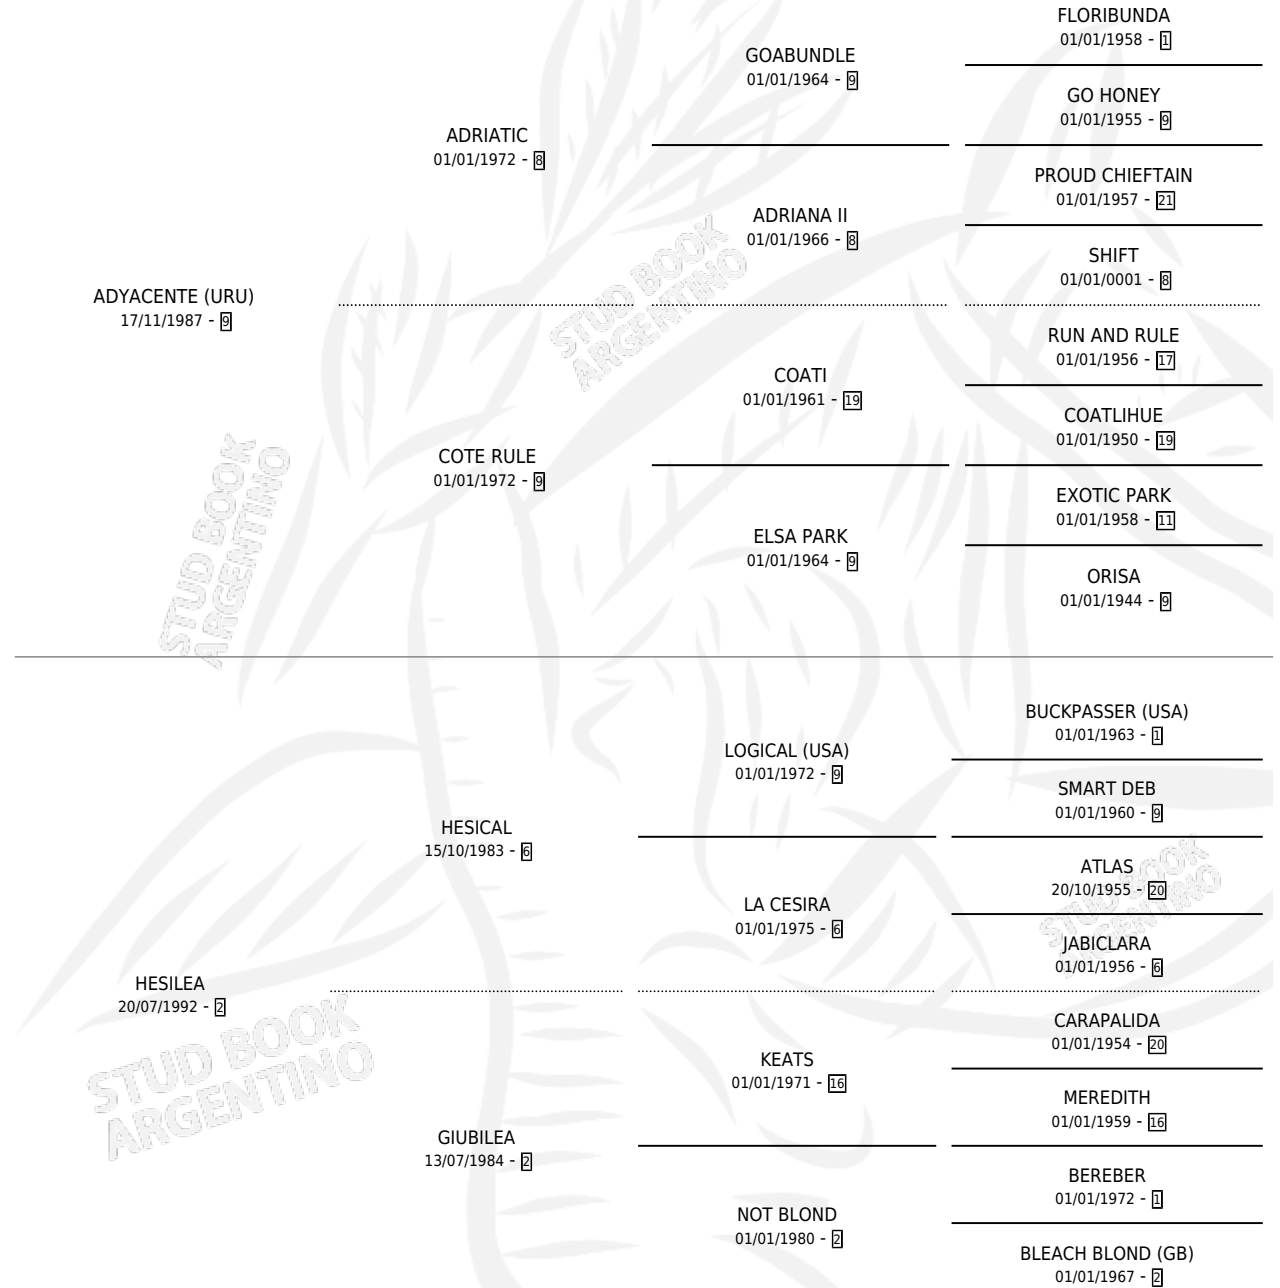 FLORIBUNDA
01/01/1958 - 1
GOABUNDLE
01/01/1964 - 9
GO HONEY
01/01/1955 - 9
ADRIATIC
01/01/1972 - 8
PROUD CHIEFTAIN
01/01/1957 - 21
ADRIANA II
01/01/1966 - 8
SHIFT
01/01/0001 - 8
ADYACENTE (URU)
17/11/1987 - 9
RUN AND RULE
01/01/1956 - 17
COATI
01/01/1961 - 19
COATLIHUE
01/01/1950 - 19
COTE RULE
01/01/1972 - 9
EXOTIC PARK
01/01/1958 - 11
ELSA PARK
01/01/1964 - 9
ORISA
01/01/1944 - 9
STUD BOOK
ARGENTINO
STUD BOOK
ARGENTINO
BUCKPASSER (USA)
01/01/1963 - 1
LOGICAL (USA)
01/01/1972 - 9
SMART DEB
01/01/1960 - 9
HESICAL
15/10/1983 - 6
ATLAS
20/10/1955 - 20
LA CESIRA
01/01/1975 - 6
JABICLARA
01/01/1956 - 6
HESILEA
20/07/1992 - 2
CARAPALIDA
01/01/1954 - 20
KEATS
01/01/1971 - 16
MEREDITH
01/01/1959 - 16
GIUBILEA
13/07/1984 - 2
BEREBER
01/01/1972 - 1
NOT BLOND
01/01/1980 - 2
BLEACH BLOND (GB)
01/01/1967 - 2
STUD BOOK
ARGENTINO
STUD BOOK
ARGENTINO